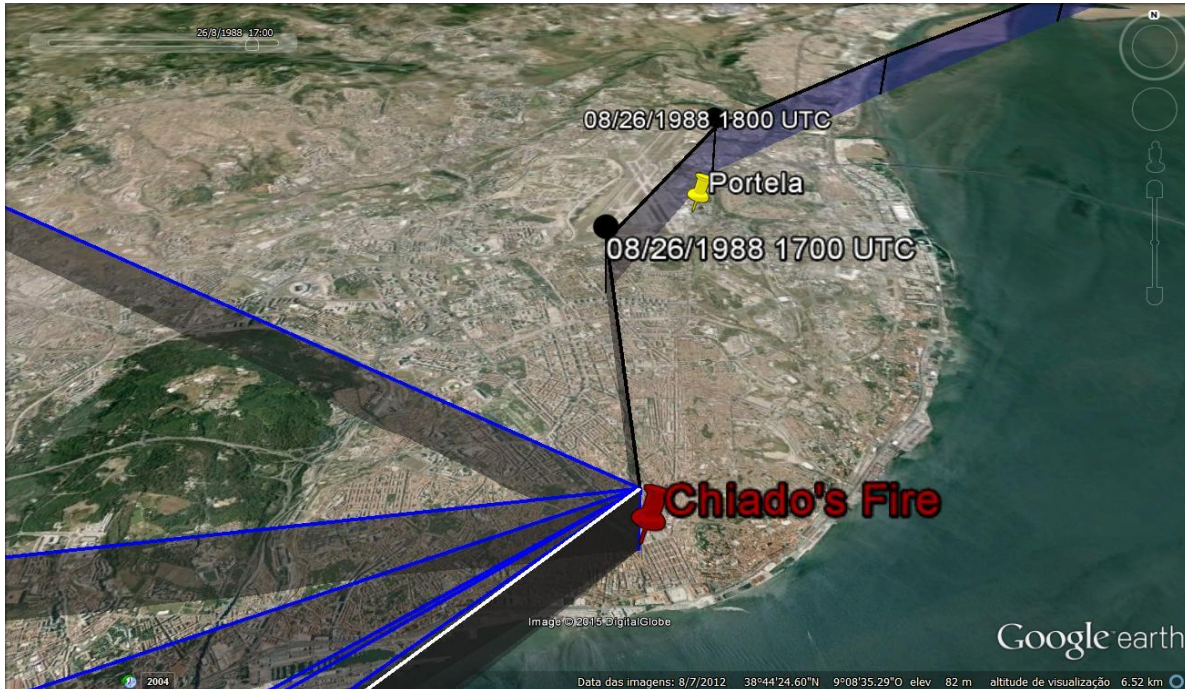 26/8/1988 17:00
N
08/26/1988 1800 UTC
Portela
08/26/1988 1700 UTC
Chiado's Fire
Image © 2015 DigitalGlobe
Google earth
2004
Data das imagens: 8/7/2012 38°44'24.60"N 9°08'35.29"O elev 82 m altitude de visualização 6.52 km